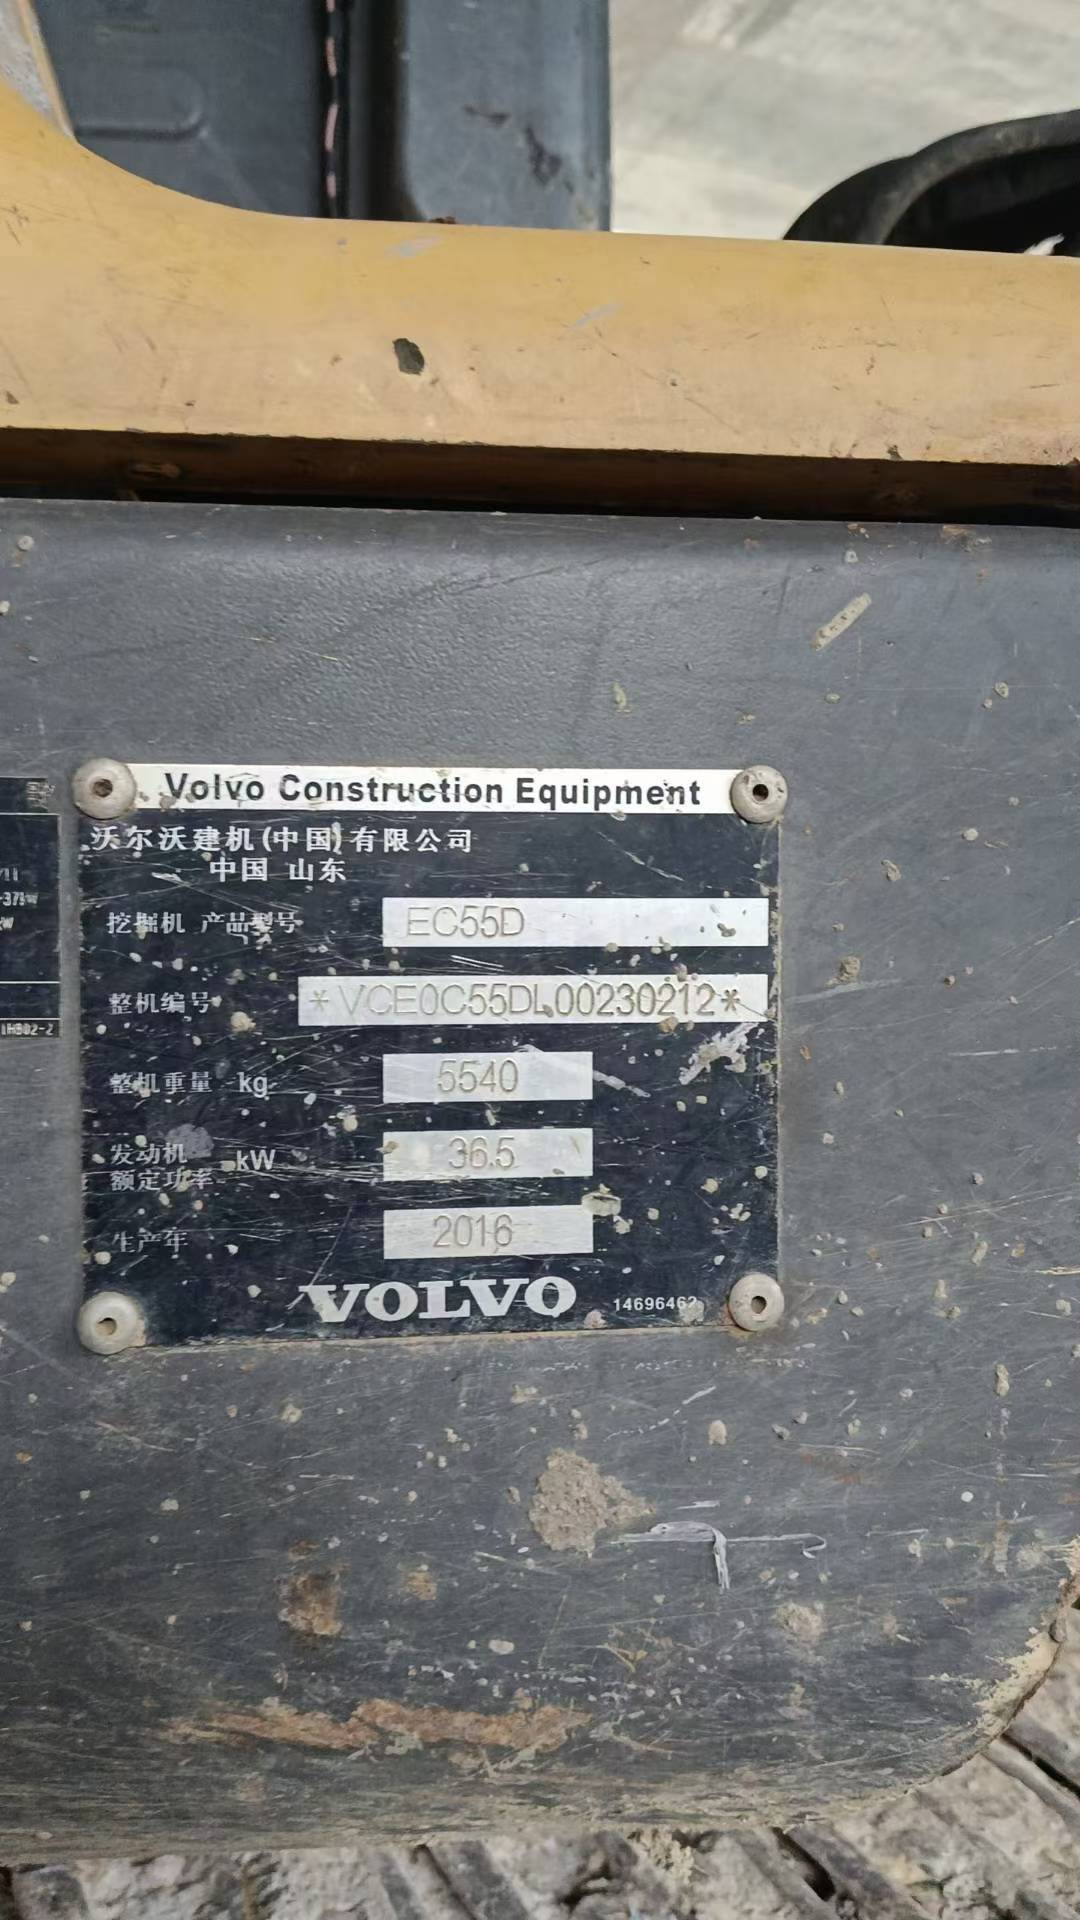 Volvo Construction Equipment
沃尔沃建机(中国)有限公司
中国 山东
挖掘机 产品型号 EC55D
整机编号 *VCE0C55DL00230212*
整机重量 kg 5540
发动机
额定功率 kW 36.5
生产年 2016
VOLVO 14696462